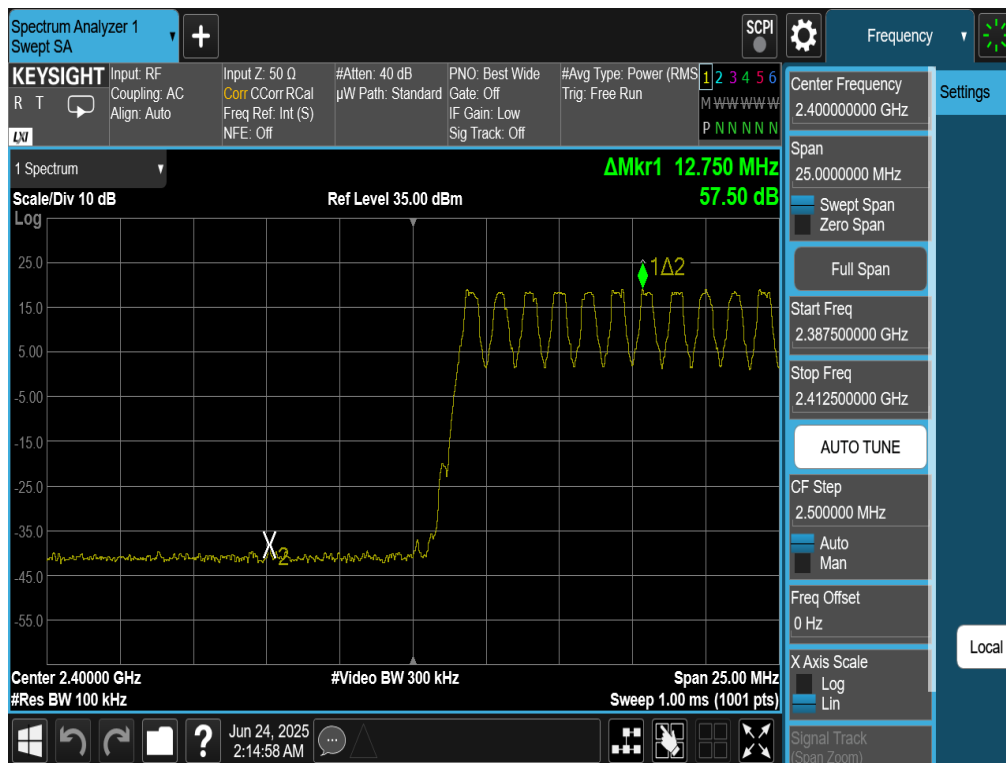 Spectrum Analyzer 1
Swept SA
+
SCPI
Frequency
KEYSIGHT
R T
LXI
Input: RF
Coupling: AC
Align: Auto
Input Z: 50 Ω
Corr CCorr RCal
Freq Ref: Int (S)
NFE: Off
#Atten: 40 dB
µW Path: Standard
PNO: Best Wide
Gate: Off
IF Gain: Low
Sig Track: Off
#Avg Type: Power (RMS
Trig: Free Run
1 2 3 4 5 6
M W W W W W
P N N N N N
1 Spectrum
ΔMkr1 12.750 MHz
57.50 dB
Scale/Div 10 dB
Ref Level 35.00 dBm
Log
25.0
15.0
5.00
-5.00
-15.0
-25.0
-35.0
-45.0
-55.0
1Δ2
X2
Center 2.40000 GHz
#Video BW 300 kHz
Span 25.00 MHz
#Res BW 100 kHz
Sweep 1.00 ms (1001 pts)
?
Jun 24, 2025
2:14:58 AM
Center Frequency
2.400000000 GHz
Span
25.0000000 MHz
Swept Span
Zero Span
Full Span
Start Freq
2.387500000 GHz
Stop Freq
2.412500000 GHz
AUTO TUNE
CF Step
2.500000 MHz
Auto
Man
Freq Offset
0 Hz
X Axis Scale
Log
Lin
Signal Track
(Span Zoom)
Settings
Local